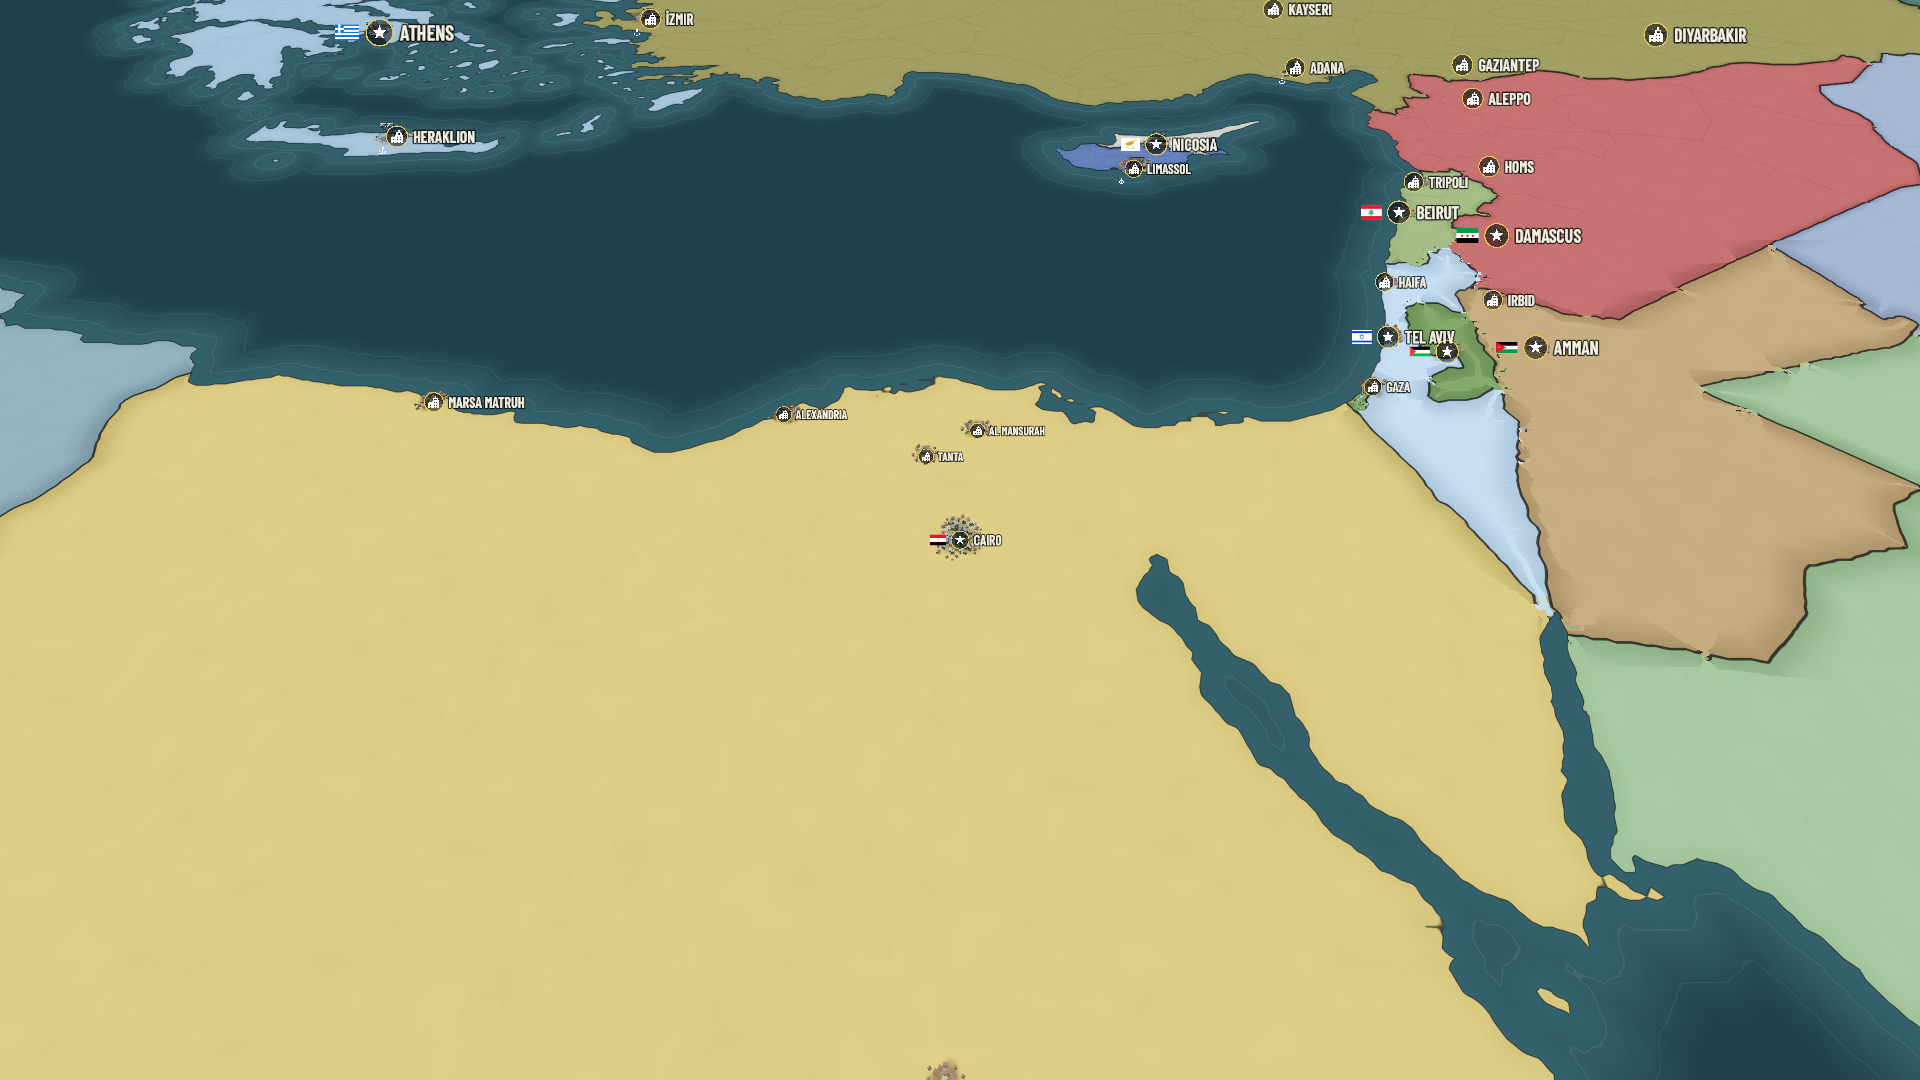 KAYSERI
İZMIR
ATHENS
DIYARBAKIR
GAZIANTEP
ADANA
ALEPPO
HERAKLION
NICOSIA
LIMASSOL
HOMS
TRIPOLI
BEIRUT
DAMASCUS
HAIFA
IRBID
TEL AVIV
AMMAN
GAZA
MARSA MATRUH
ALEXANDRIA
AL MANSURAH
TANTA
CAIRO